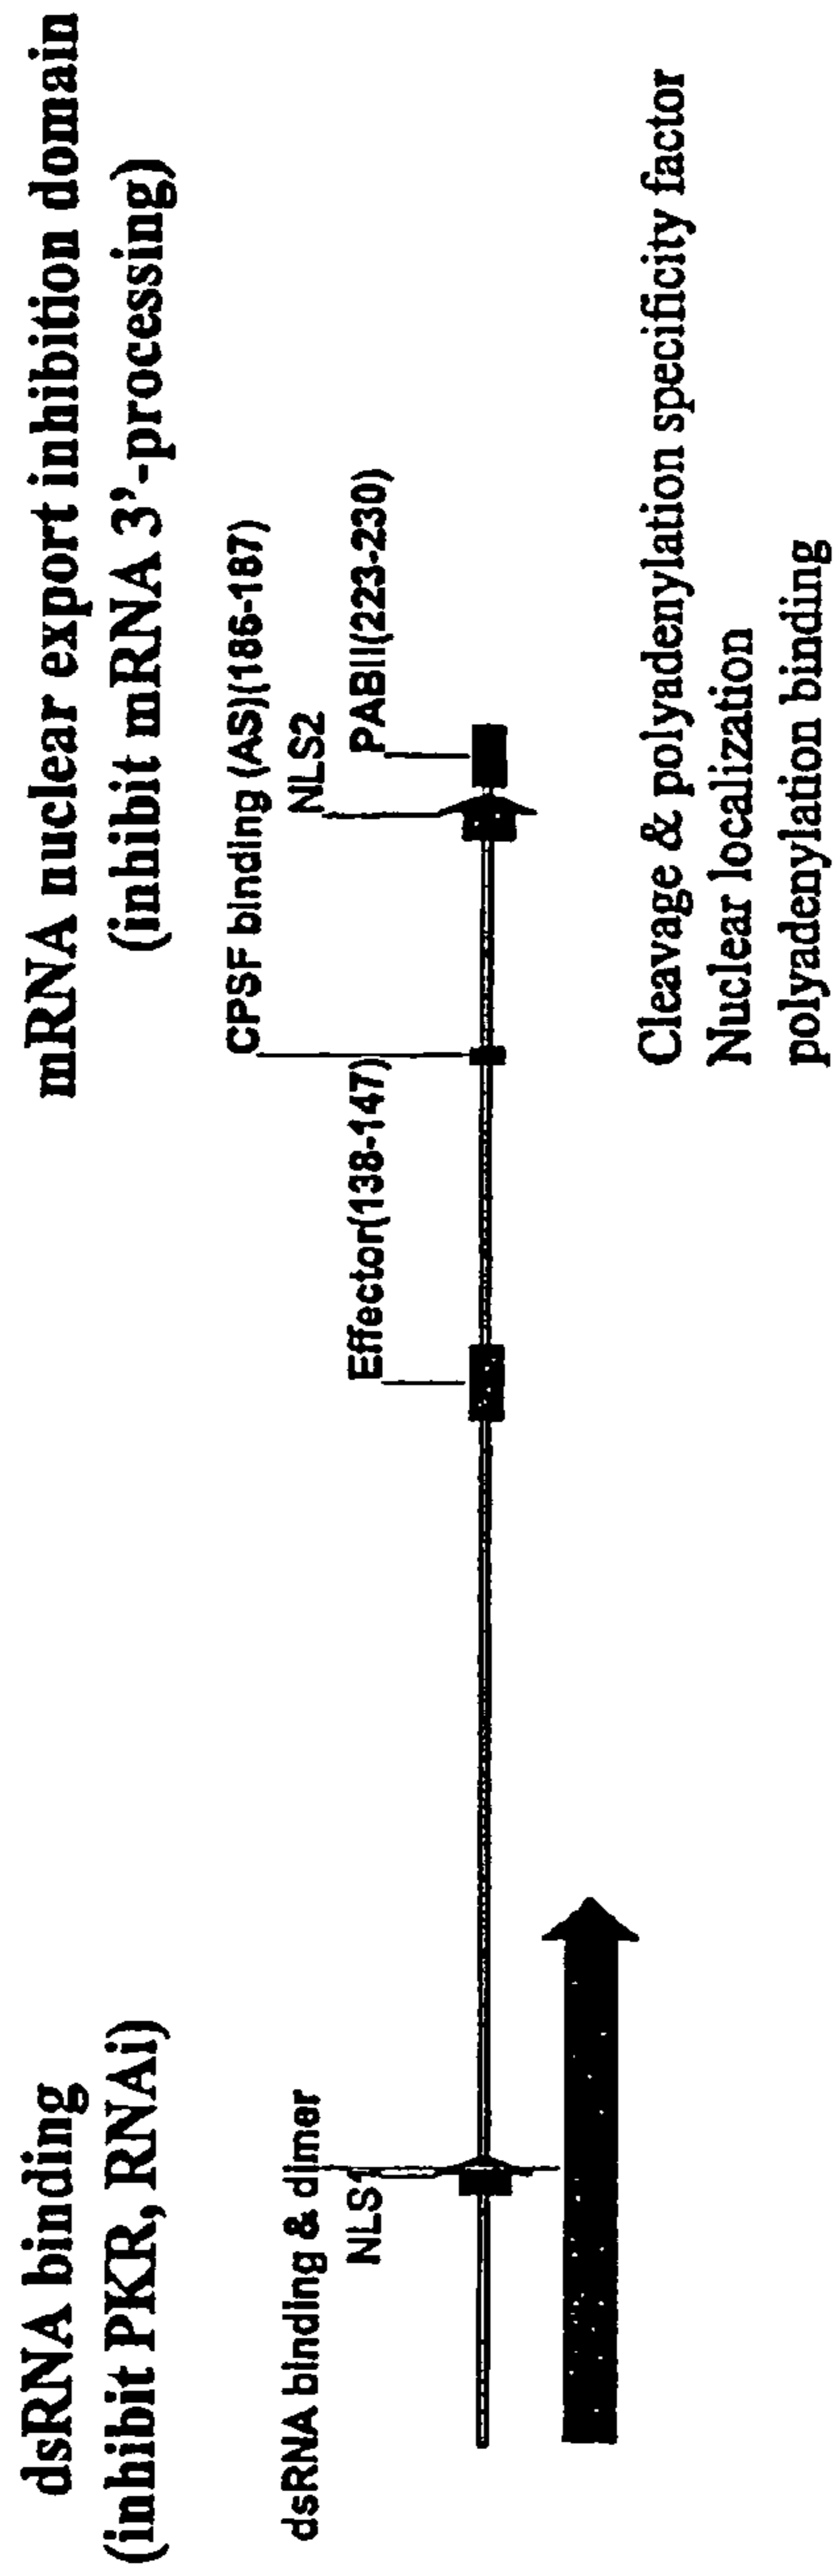 dsRNA binding
(inhibit PKR, RNAi)
mRNA nuclear export inhibition domain
(inhibit mRNA 3'-processing)
dsRNA binding & dimer
NLS1
Effector(138-147)
CPSF binding (AS)(186-187)
NLS2
PABII(223-230)
Cleavage & polyadenylation specificity factor
Nuclear localization
polyadenylation binding